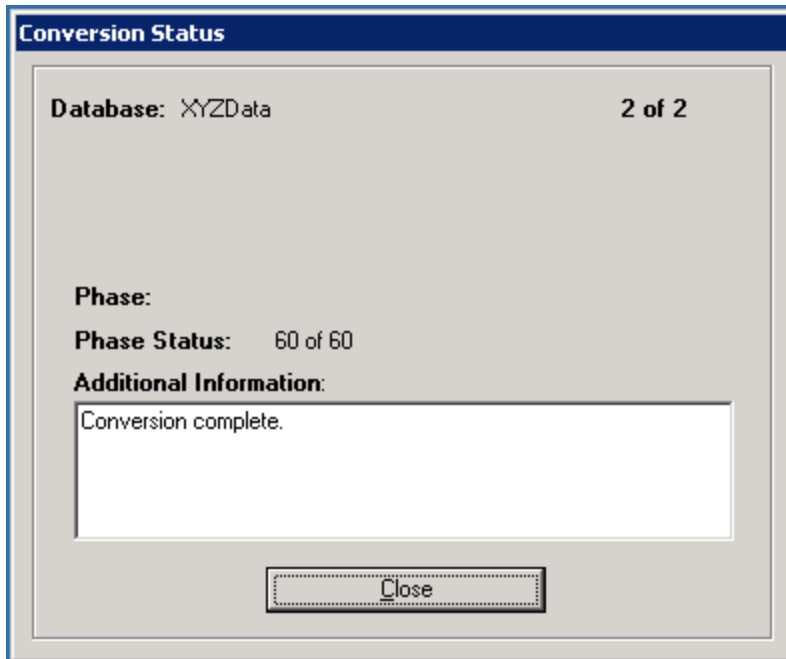 Conversion Status
Database: XYZData 2 of 2
Phase:
Phase Status: 60 of 60
Additional Information:
Conversion complete.
Close